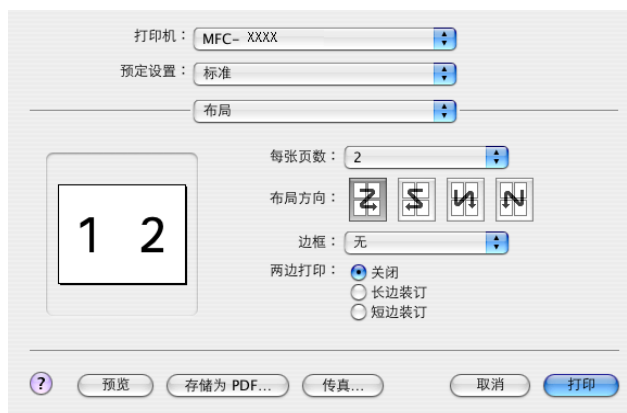 打印机： MFC- XXXX
预定设置： 标准
布局
每张页数： 2
布局方向：
1 2
边框： 无
两边打印： 关闭
长边装订
短边装订
? 预览 存储为 PDF... 传真... 取消 打印